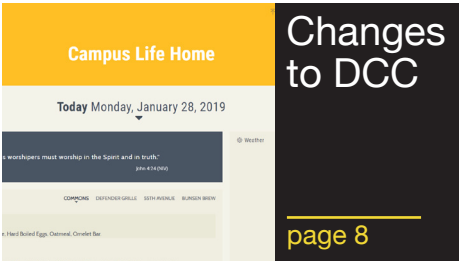 Campus Life Home
Today Monday, January 28, 2019
Weather
s worshipers must worship in the Spirit and in truth."
John 4:24 (NIV)
COMMONS DEFENDER GRILLE 55TH AVENUE BUNSEN BREW
Hard Boiled Eggs, Oatmeal, Omelet Bar.
Changes
to DCC
page 8